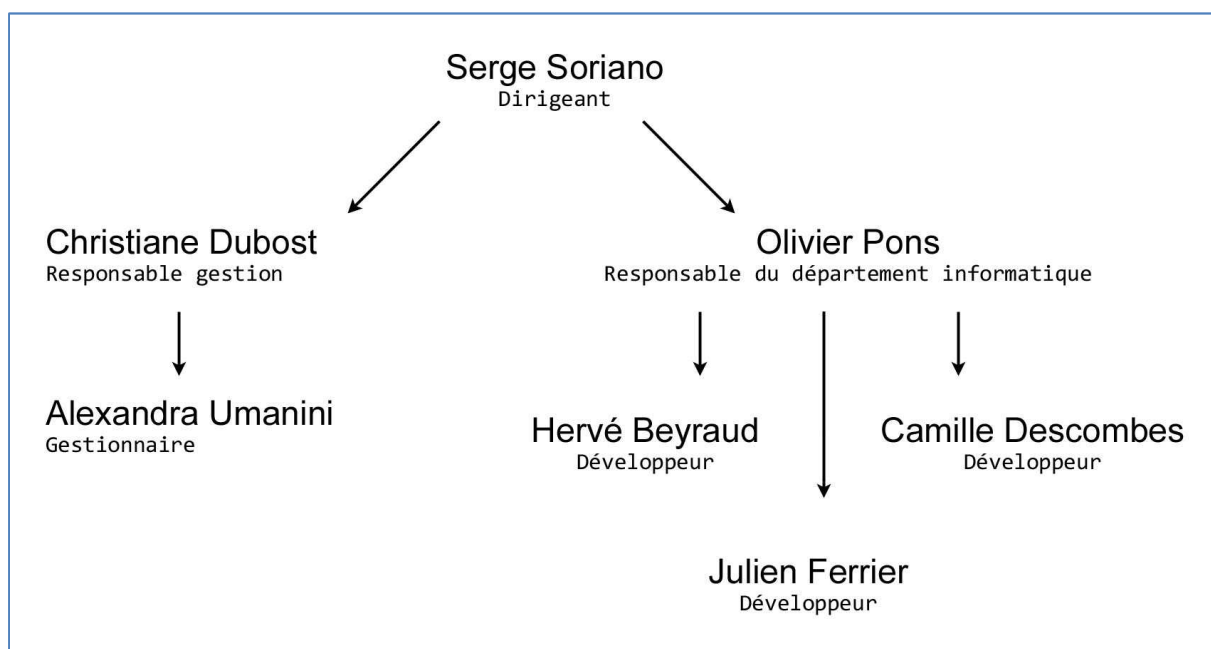 Serge Soriano
Dirigeant
Christiane Dubost
Responsable gestion
Olivier Pons
Responsable du département informatique
Alexandra Umanini
Gestionnaire
Hervé Beyraud
Développeur
Camille Descombes
Développeur
Julien Ferrier
Développeur